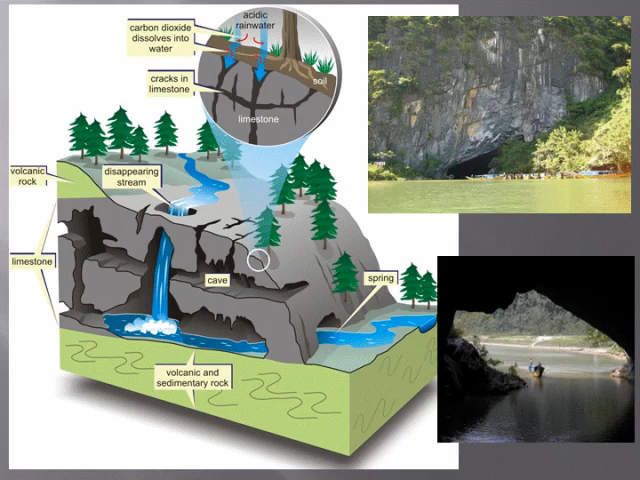 acidic
rainwater
carbon dioxide
dissolves into
water
cracks in
limestone
soil
limestone
volcanic
rock
disappearing
stream
limestone
cave
spring
volcanic and
sedimentary rock